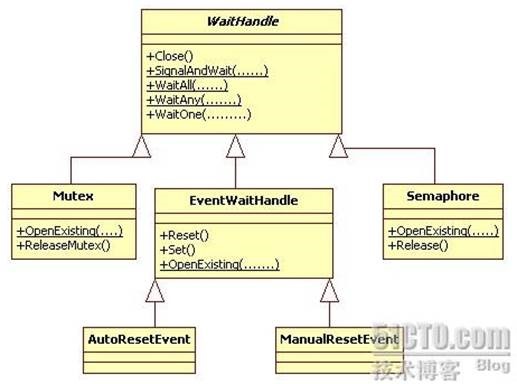 WaitHandle
+Close()
+SignalAndWait(......)
+WaitAll(......)
+WaitAny(.......)
+WaitOne(.........)
Mutex
+OpenExisting(....)
+ReleaseMutex()
EventWaitHandle
+Reset()
+Set()
+OpenExisting(.......)
Semaphore
+OpenExisting(.....)
+Release()
AutoResetEvent
ManualResetEvent
51CTO.com
技术博客 Blog